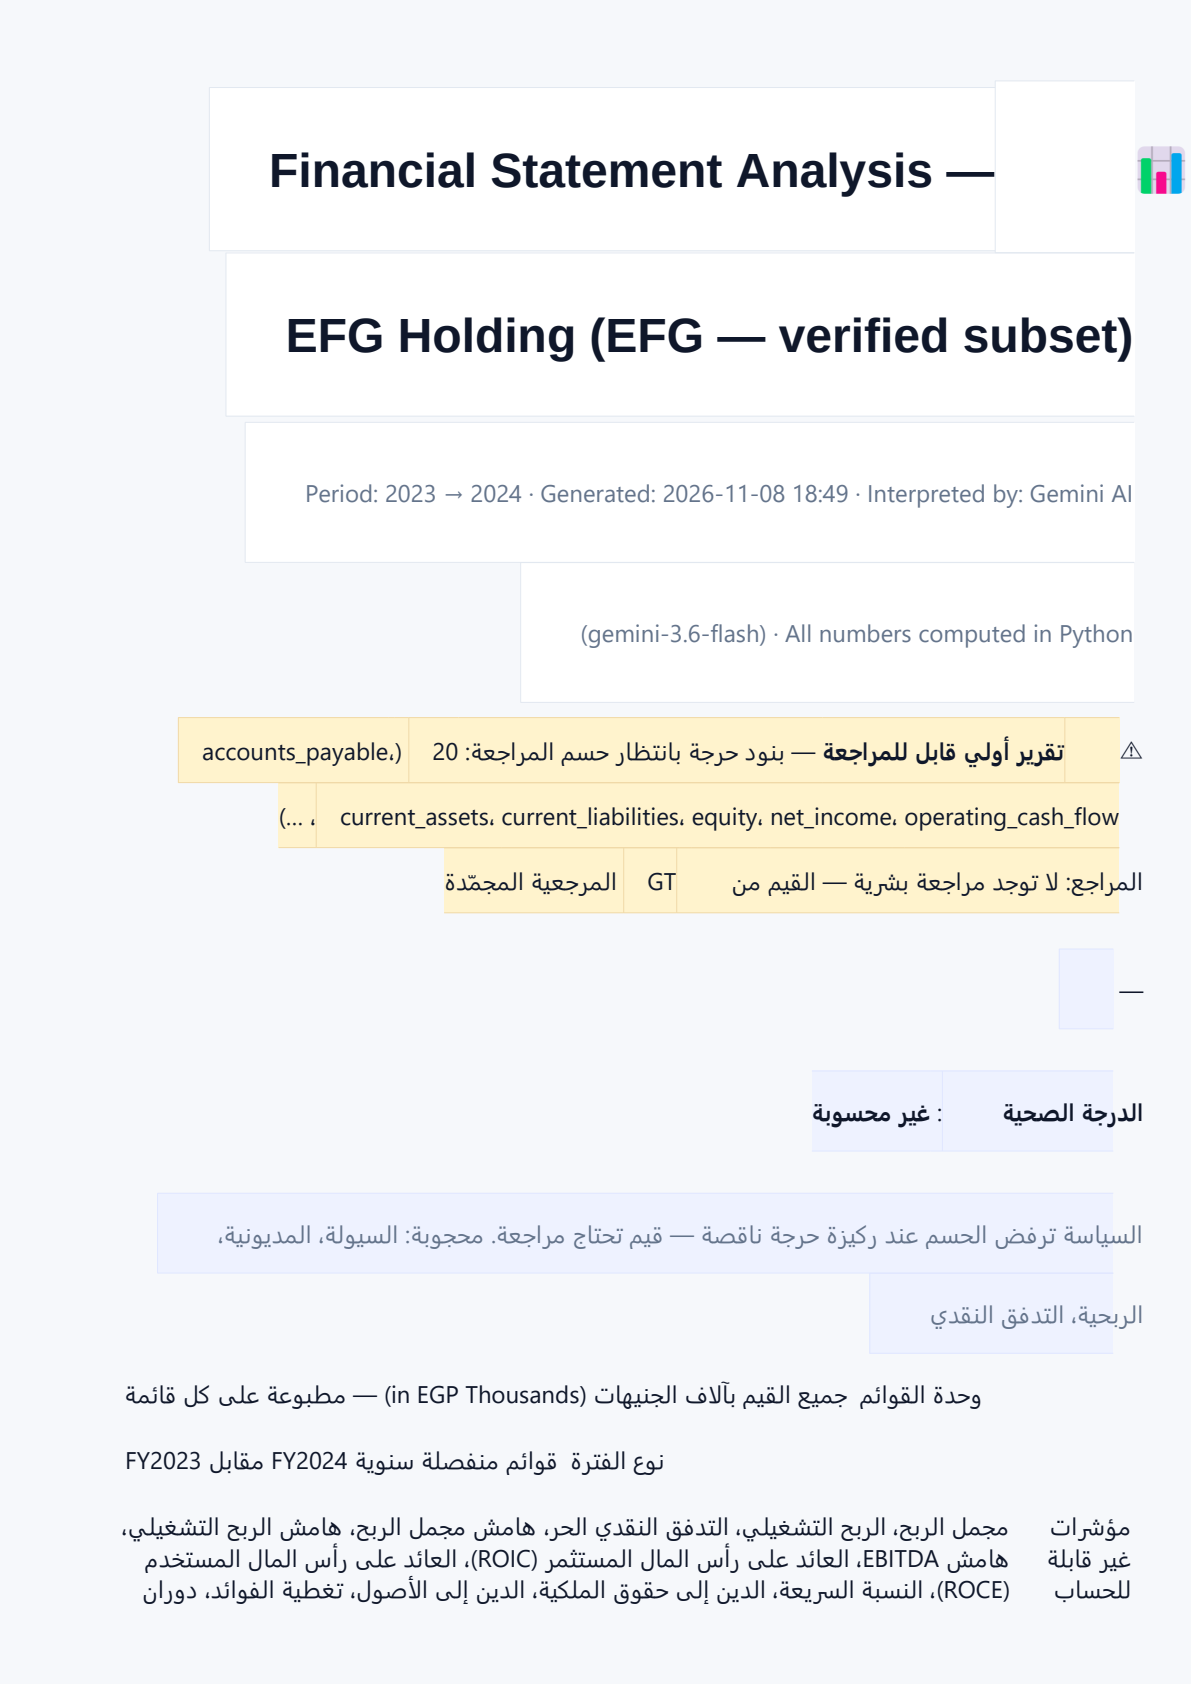 Financial Statement Analysis —
EFG Holding (EFG — verified subset)
Period: 2023 → 2024 · Generated: 2026-11-08 18:49 · Interpreted by: Gemini AI
(gemini-3.6-flash) · All numbers computed in Python
⚠ تقرير أولي قابل للمراجعة — بنود حرجة بانتظار حسم المراجعة: 20 (accounts_payable،
current_assets، current_liabilities، equity، net_income، operating_cash_flow، …)
المراجع: لا توجد مراجعة بشرية — القيم من GT المرجعية المجمّدة
—
الدرجة الصحية: غير محسوبة
السياسة ترفض الحسم عند ركيزة حرجة ناقصة — قيم تحتاج مراجعة. محجوبة: السيولة، المديونية،
الربحية، التدفق النقدي
وحدة القوائم جميع القيم بآلاف الجنيهات (in EGP Thousands) — مطبوعة على كل قائمة
نوع الفترة قوائم منفصلة سنوية FY2024 مقابل FY2023
مؤشرات مجمل الربح، الربح التشغيلي، التدفق النقدي الحر، هامش مجمل الربح، هامش الربح التشغيلي،
غير قابلة هامش EBITDA، العائد على رأس المال المستثمر (ROIC)، العائد على رأس المال المستخدم
للحساب (ROCE)، النسبة السريعة، الدين إلى حقوق الملكية، الدين إلى الأصول، تغطية الفوائد، دوران